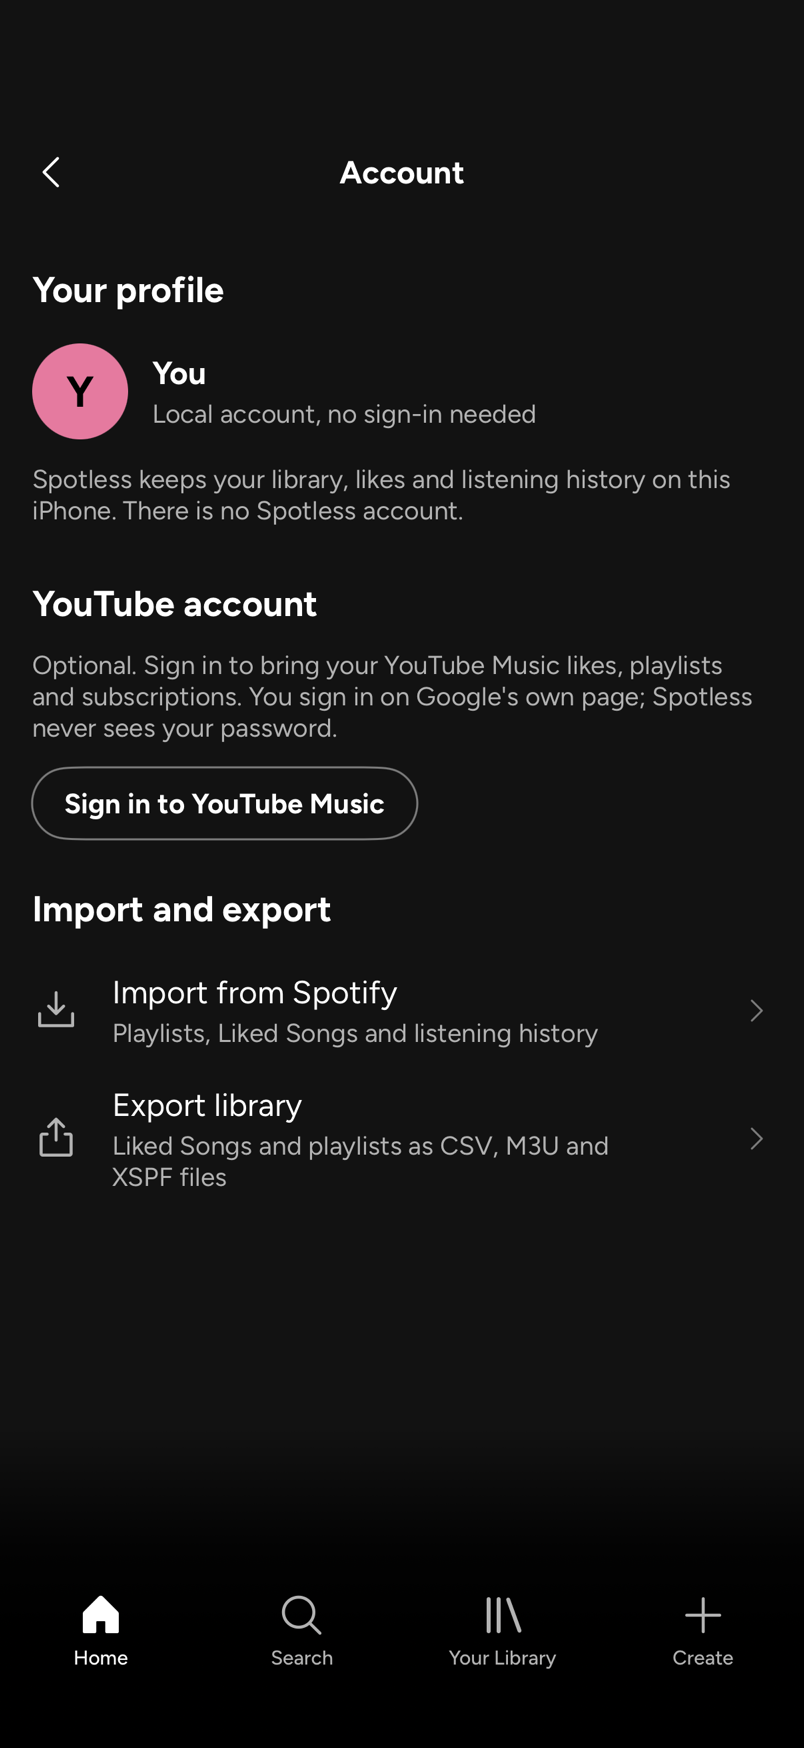 Account
Your profile
Y
You
Local account, no sign-in needed
Spotless keeps your library, likes and listening history on this
iPhone. There is no Spotless account.
YouTube account
Optional. Sign in to bring your YouTube Music likes, playlists
and subscriptions. You sign in on Google's own page; Spotless
never sees your password.
Sign in to YouTube Music
Import and export
Import from Spotify
Playlists, Liked Songs and listening history
Export library
Liked Songs and playlists as CSV, M3U and
XSPF files
Home
Search
Your Library
Create